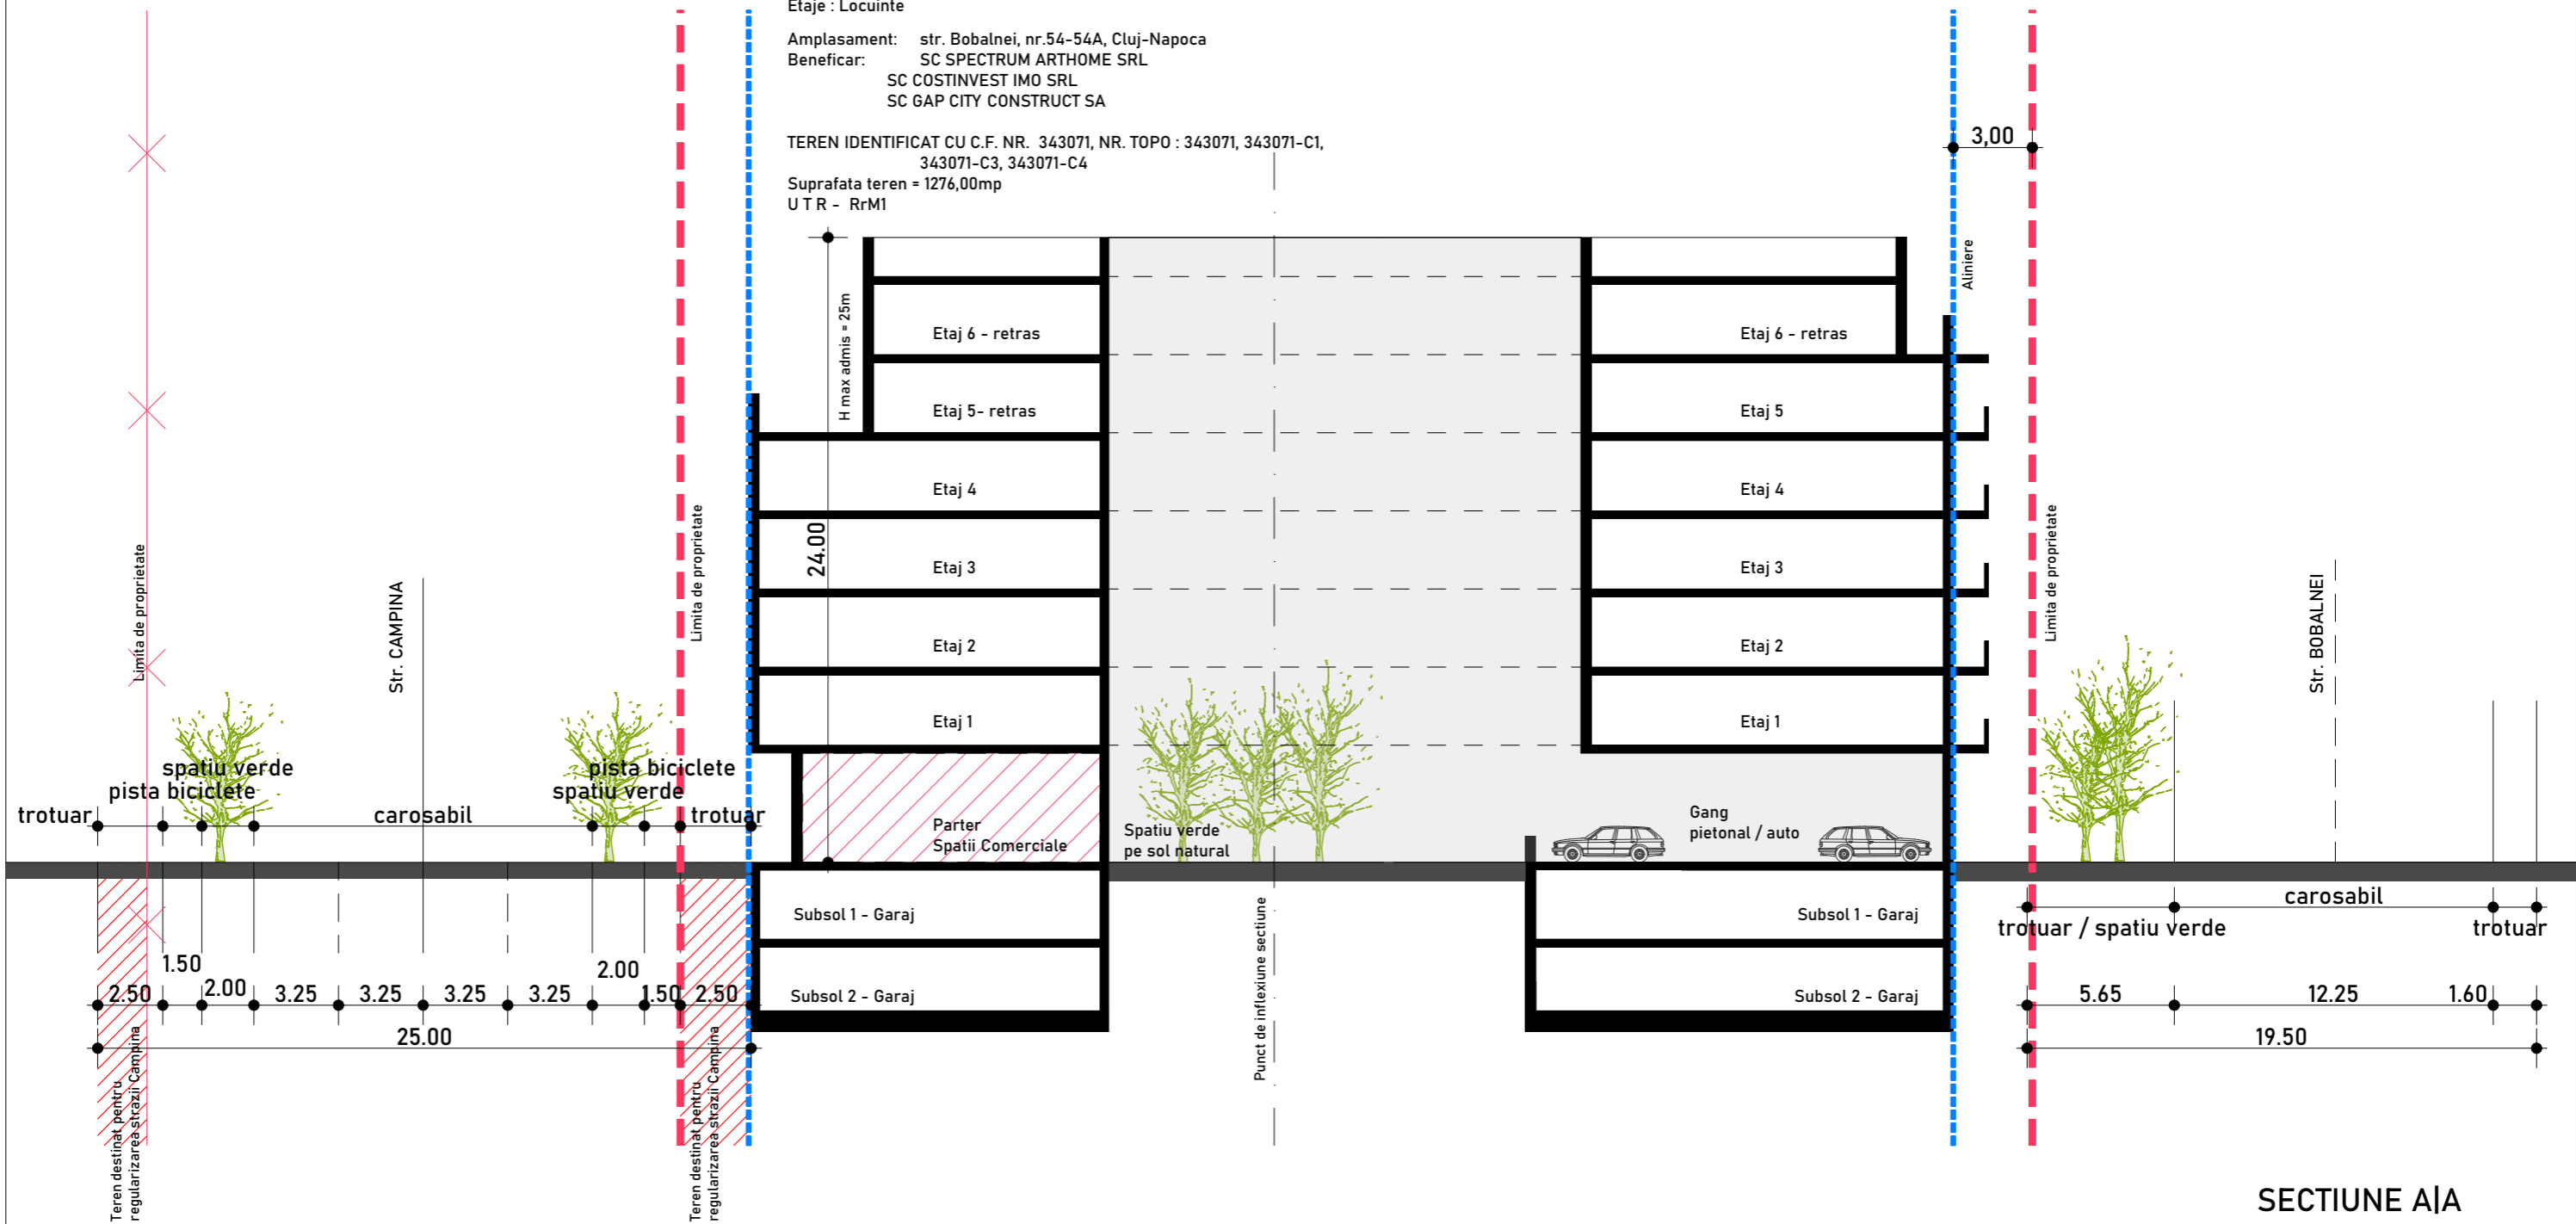 Etaje : Locuinte
Amplasament: str. Bobalnei, nr.54-54A, Cluj-Napoca
Beneficar: SC SPECTRUM ARTHOME SRL
SC COSTINVEST IMO SRL
SC GAP CITY CONSTRUCT SA
TEREN IDENTIFICAT CU C.F. NR. 343071, NR. TOPO : 343071, 343071-C1,
343071-C3, 343071-C4
Suprafata teren = 1276,00mp
U T R - RrM1
3,00
Aliniere
H max admis = 25m
24.00
Etaj 6 - retras
Etaj 5- retras
Etaj 4
Etaj 3
Etaj 2
Etaj 1
Parter
Spatii Comerciale
Subsol 1 - Garaj
Subsol 2 - Garaj
Etaj 6 - retras
Etaj 5
Etaj 4
Etaj 3
Etaj 2
Etaj 1
Gang
pietonal / auto
Subsol 1 - Garaj
Subsol 2 - Garaj
Spatiu verde
pe sol natural
Punct de inflexiune sectiune
Limita de proprietate
Str. CAMPINA
Limita de proprietate
Limita de proprietate
Str. BOBALNEI
spatiu verde
pista biciclete
trotuar
carosabil
pista biciclete
spatiu verde
trotuar
1.50
2.00
2.50
2.00
3.25
3.25
3.25
3.25
1.50
2.50
25.00
Teren destinat pentru
regularizarea strazii Campina
Teren destinat pentru
regularizarea strazii Campina
carosabil
trotuar / spatiu verde
trotuar
5.65
12.25
1.60
19.50
SECTIUNE A|A